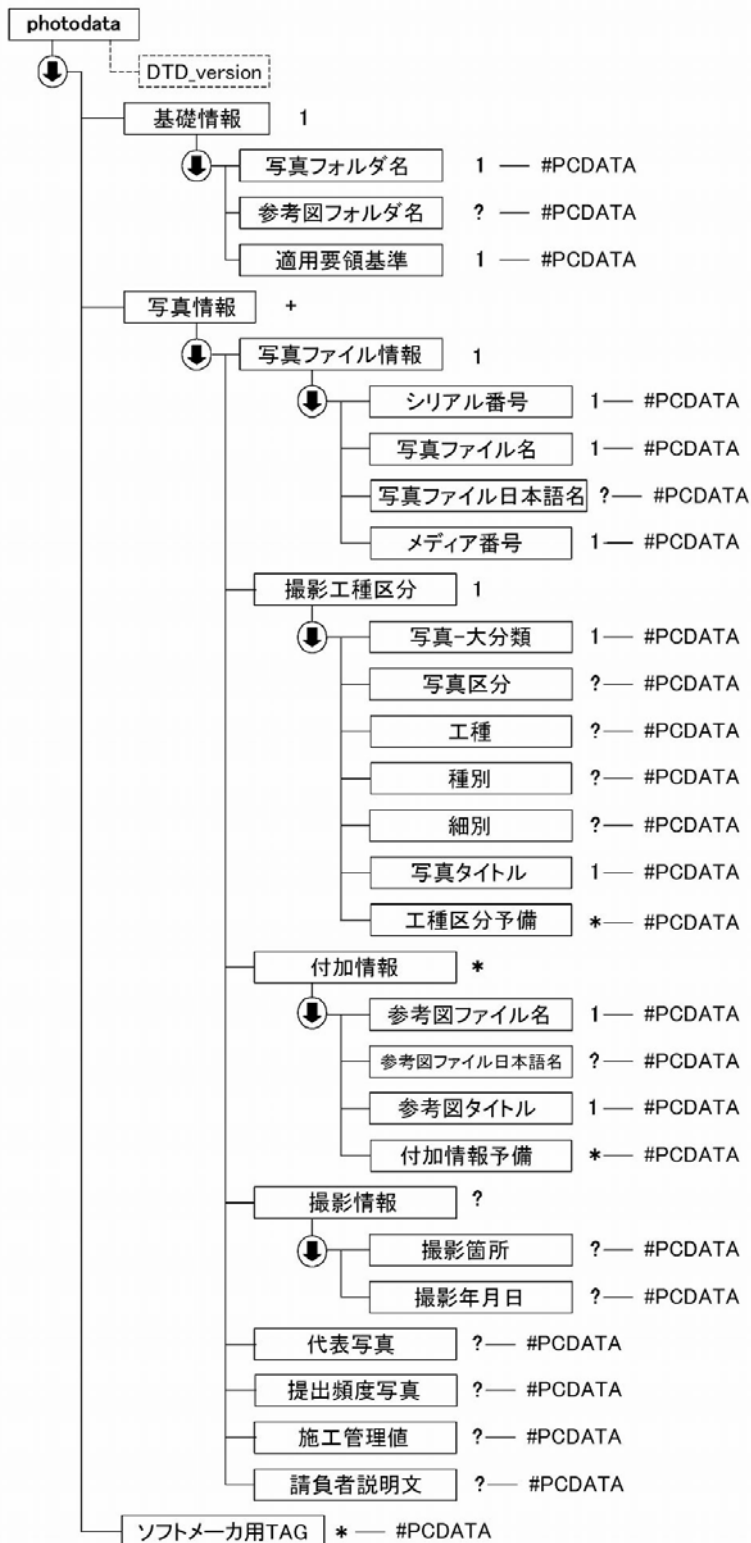 photodata
DTD_version
基礎情報 1
写真フォルダ名 1 — #PCDATA
参考図フォルダ名 ? — #PCDATA
適用要領基準 1 — #PCDATA
写真情報 +
写真ファイル情報 1
シリアル番号 1 — #PCDATA
写真ファイル名 1 — #PCDATA
写真ファイル日本語名 ? — #PCDATA
メディア番号 1 — #PCDATA
撮影工種区分 1
写真-大分類 1 — #PCDATA
写真区分 ? — #PCDATA
工種 ? — #PCDATA
種別 ? — #PCDATA
細別 ? — #PCDATA
写真タイトル 1 — #PCDATA
工種区分予備 * — #PCDATA
付加情報 *
参考図ファイル名 1 — #PCDATA
参考図ファイル日本語名 ? — #PCDATA
参考図タイトル 1 — #PCDATA
付加情報予備 * — #PCDATA
撮影情報 ?
撮影箇所 ? — #PCDATA
撮影年月日 ? — #PCDATA
代表写真 ? — #PCDATA
提出頻度写真 ? — #PCDATA
施工管理値 ? — #PCDATA
請負者説明文 ? — #PCDATA
ソフトメーカ用TAG * — #PCDATA